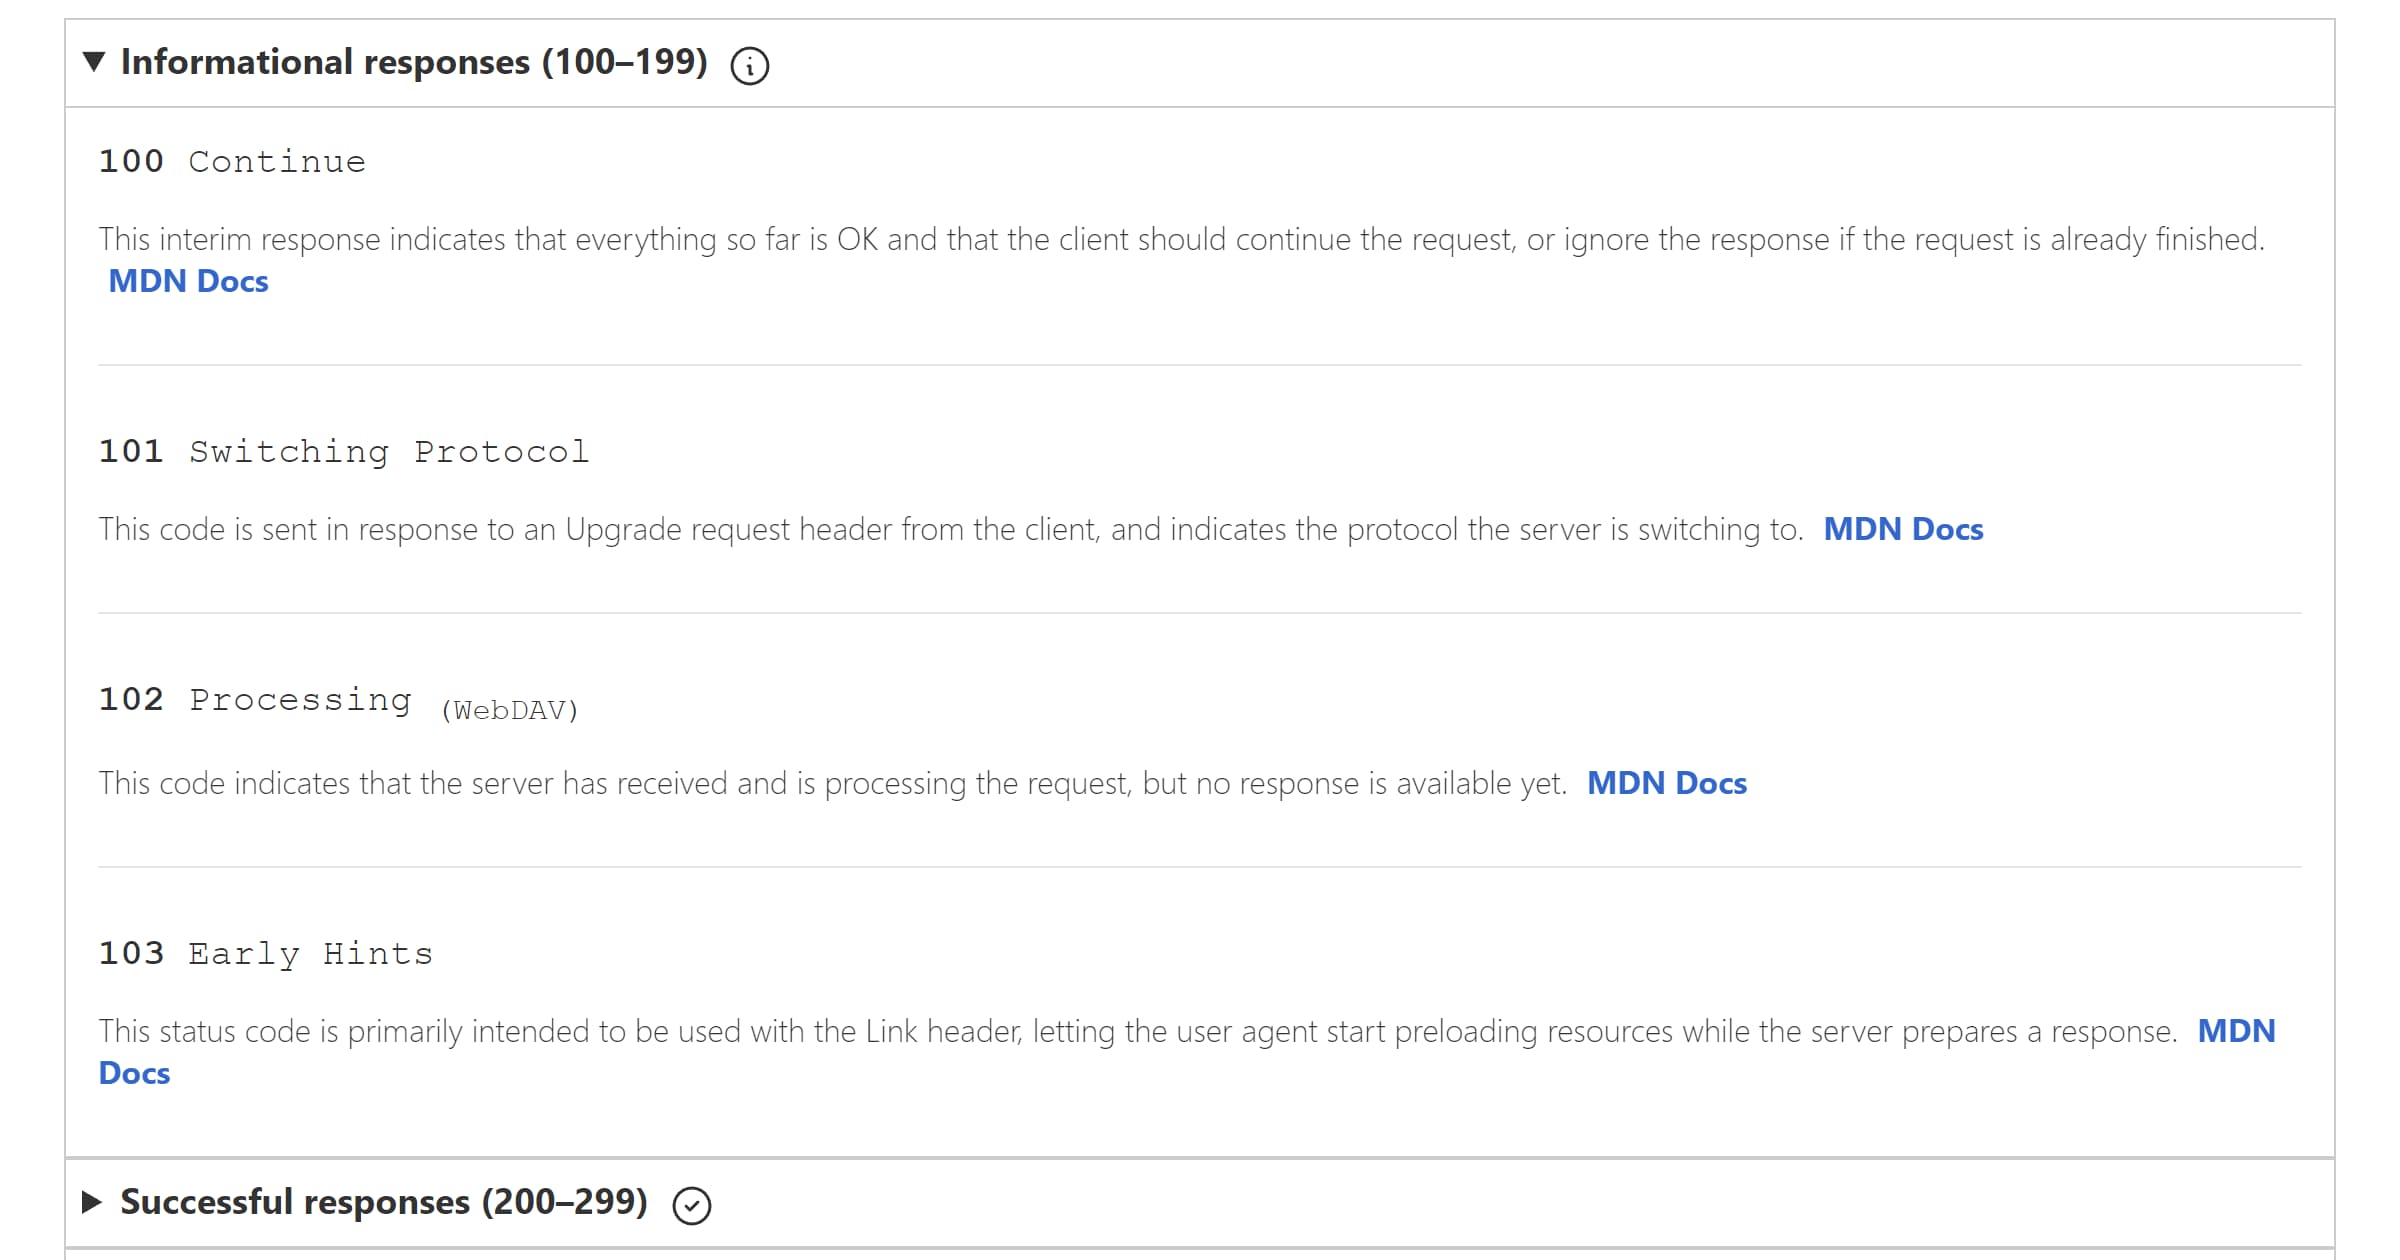 Informational responses (100–199)
100 Continue
This interim response indicates that everything so far is OK and that the client should continue the request, or ignore the response if the request is already finished.
MDN Docs
101 Switching Protocol
This code is sent in response to an Upgrade request header from the client, and indicates the protocol the server is switching to. MDN Docs
102 Processing (WebDAV)
This code indicates that the server has received and is processing the request, but no response is available yet. MDN Docs
103 Early Hints
This status code is primarily intended to be used with the Link header, letting the user agent start preloading resources while the server prepares a response. MDN
Docs
Successful responses (200–299)